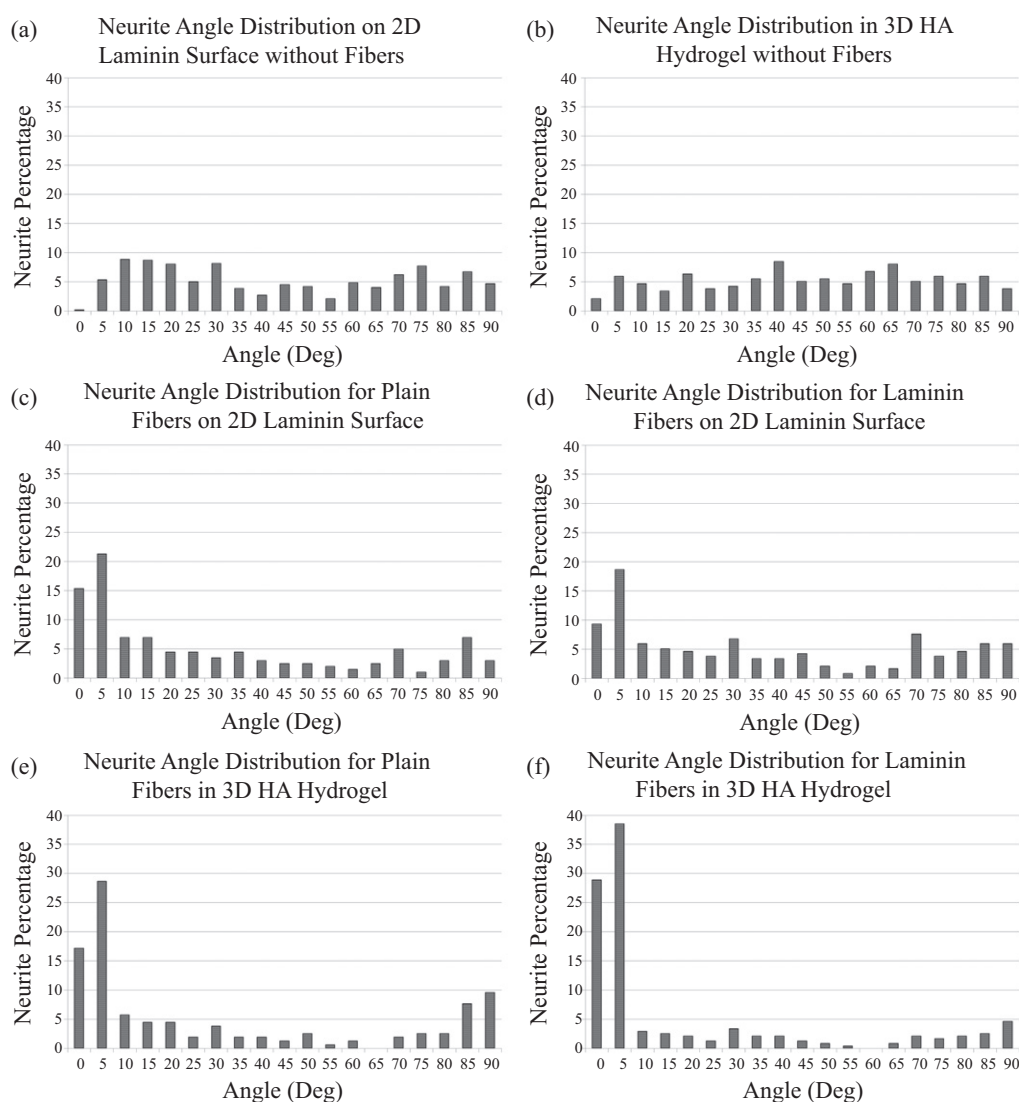 (a)
Neurite Angle Distribution on 2D
Laminin Surface without Fibers
Neurite Percentage
40
35
30
25
20
15
10
5
0
0 5 10 15 20 25 30 35 40 45 50 55 60 65 70 75 80 85 90
Angle (Deg)
(b)
Neurite Angle Distribution in 3D HA
Hydrogel without Fibers
Neurite Percentage
40
35
30
25
20
15
10
5
0
0 5 10 15 20 25 30 35 40 45 50 55 60 65 70 75 80 85 90
Angle (Deg)
(c)
Neurite Angle Distribution for Plain
Fibers on 2D Laminin Surface
Neurite Percentage
40
35
30
25
20
15
10
5
0
0 5 10 15 20 25 30 35 40 45 50 55 60 65 70 75 80 85 90
Angle (Deg)
(d)
Neurite Angle Distribution for Laminin
Fibers on 2D Laminin Surface
Neurite Percentage
40
35
30
25
20
15
10
5
0
0 5 10 15 20 25 30 35 40 45 50 55 60 65 70 75 80 85 90
Angle (Deg)
(e)
Neurite Angle Distribution for Plain
Fibers in 3D HA Hydrogel
Neurite Percentage
40
35
30
25
20
15
10
5
0
0 5 10 15 20 25 30 35 40 45 50 55 60 65 70 75 80 85 90
Angle (Deg)
(f)
Neurite Angle Distribution for Laminin
Fibers in 3D HA Hydrogel
Neurite Percentage
40
35
30
25
20
15
10
5
0
0 5 10 15 20 25 30 35 40 45 50 55 60 65 70 75 80 85 90
Angle (Deg)